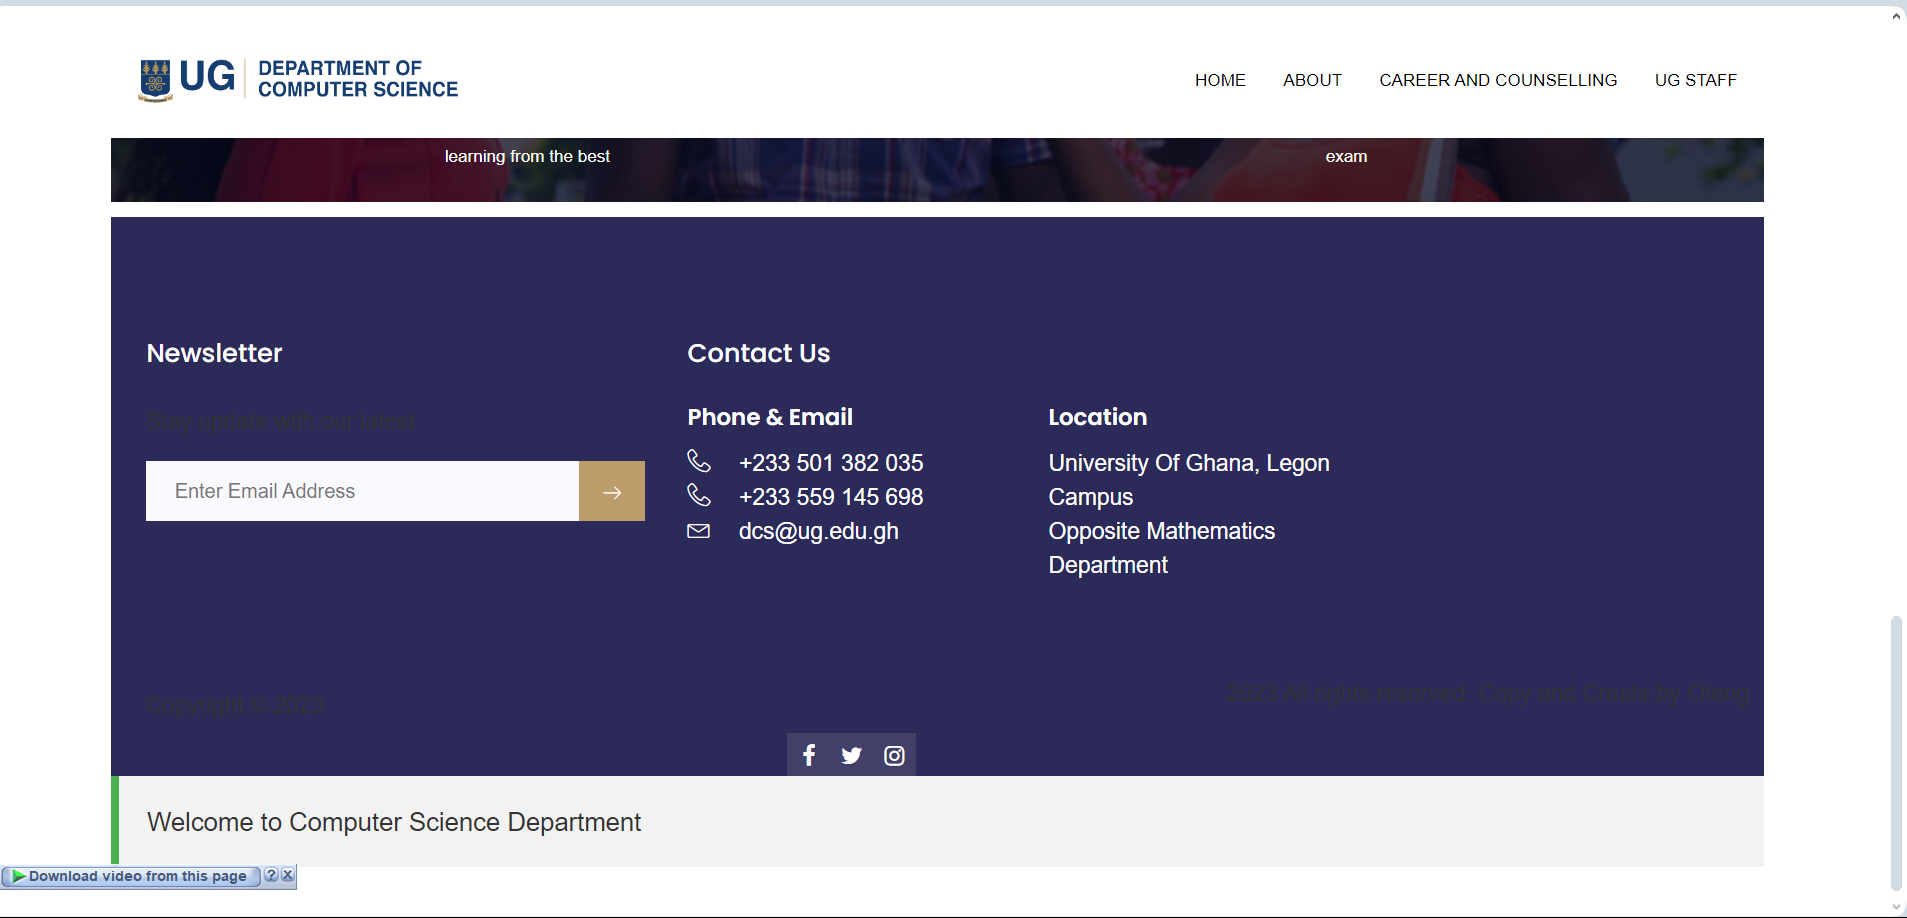 UG
DEPARTMENT OF
COMPUTER SCIENCE
HOME
ABOUT
CAREER AND COUNSELLING
UG STAFF
learning from the best
exam
Newsletter
Stay update with our latest
Enter Email Address
Contact Us
Phone & Email
+233 501 382 035
+233 559 145 698
dcs@ug.edu.gh
Location
University Of Ghana, Legon
Campus
Opposite Mathematics
Department
Copyright © 2023
2023 All rights reserved. Copy and Create by Oteng
Welcome to Computer Science Department
Download video from this page
? X